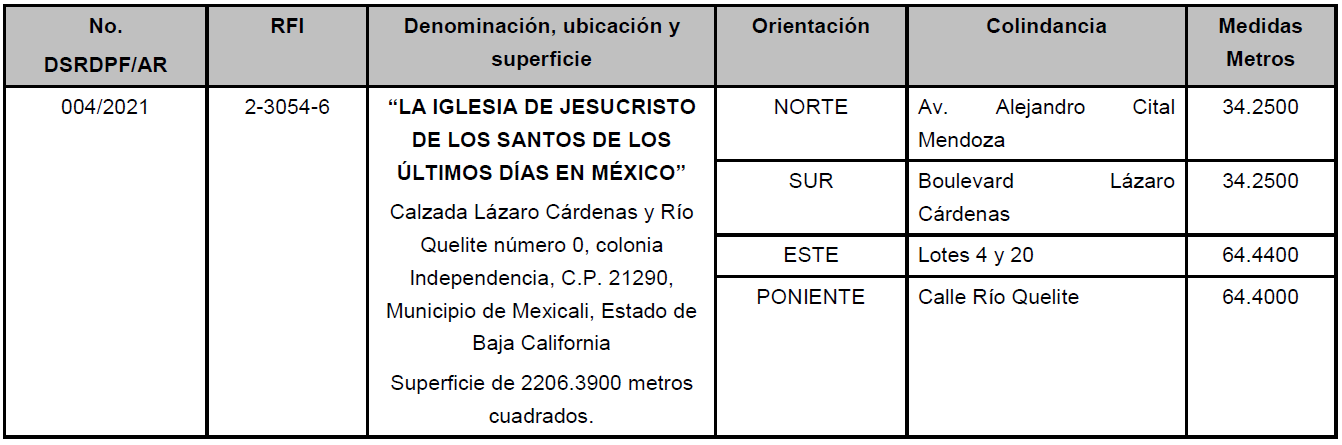 No.
DSRDPF/AR
RFI
Denominación, ubicación y
superficie
Orientación
Colindancia
Medidas
Metros
004/2021
2-3054-6
“LA IGLESIA DE JESUCRISTO
DE LOS SANTOS DE LOS
ÚLTIMOS DÍAS EN MÉXICO”
Calzada Lázaro Cárdenas y Río
Quelite número 0, colonia
Independencia, C.P. 21290,
Municipio de Mexicali, Estado de
Baja California
Superficie de 2206.3900 metros
cuadrados.
NORTE
Av. Alejandro Cital
Mendoza
34.2500
SUR
Boulevard Lázaro
Cárdenas
34.2500
ESTE
Lotes 4 y 20
64.4400
PONIENTE
Calle Río Quelite
64.4000